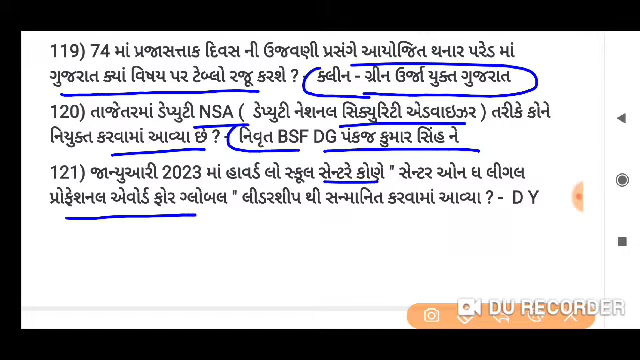 119) 74 માં પ્રજાસત્તાક દિવસ ની ઉજવણી પ્રસંગે આયોજિત થનાર પરેડ માં
ગુજરાત ક્યાં વિષય પર ટેબ્લો રજૂ કરશે ? - ક્લીન - ગ્રીન ઉર્જા યુક્ત ગુજરાત
120) તાજેતરમાં ડેપ્યુટી NSA ( ડેપ્યુટી નેશનલ સિક્યુરિટી એડવાઇઝર ) તરીકે કોને
નિયુક્ત કરવામાં આવ્યા છે ? - નિવૃત BSF DG પંકજ કુમાર સિંહ ને
121) જાન્યુઆરી 2023 માં હાવર્ડ લો સ્કૂલ સેન્ટરે કોણે " સેન્ટર ઓન ધ લીગલ
પ્રોફેશનલ એવોર્ડ ફોર ગ્લોબલ " લીડરશીપ થી સન્માનિત કરવામાં આવ્યા ? - D Y
DU RECORDER